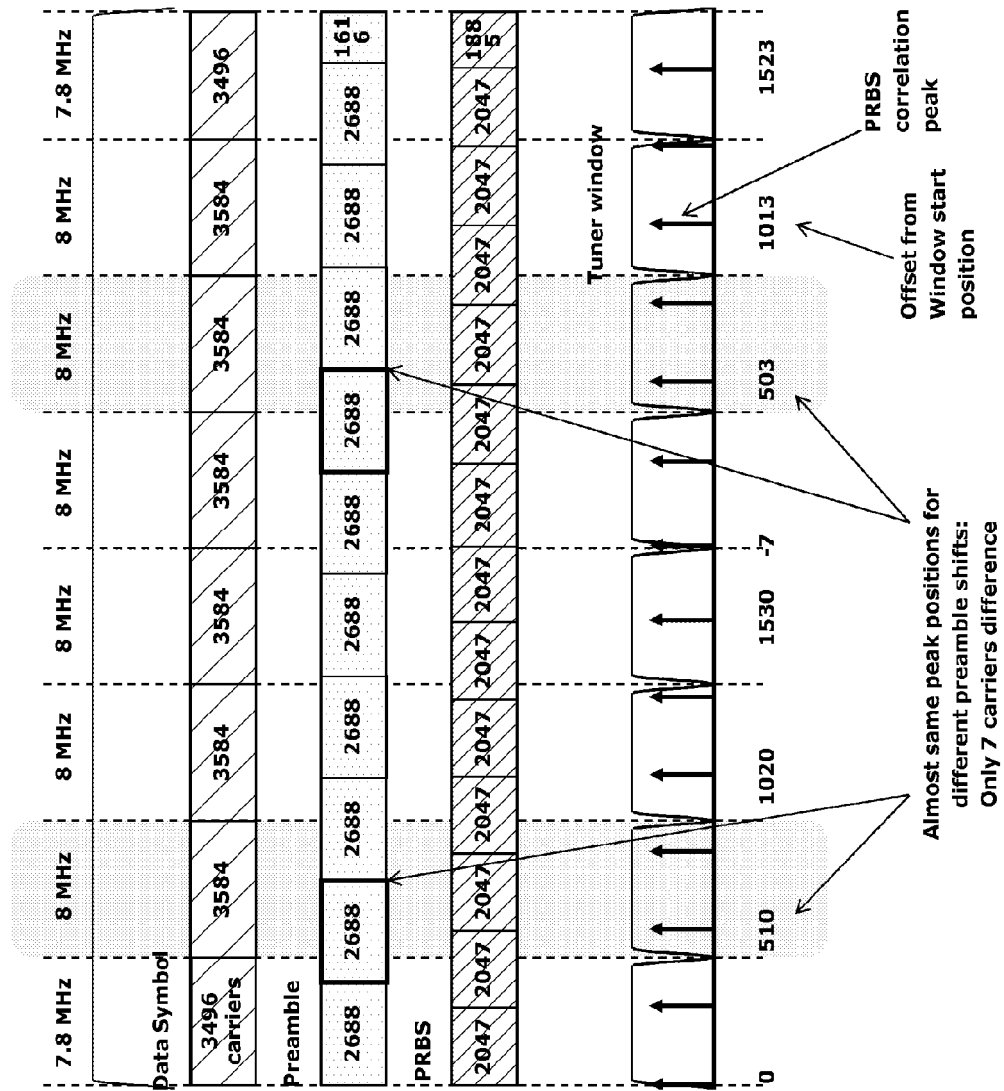 7.8 MHz 8 MHz 8 MHz 8 MHz 8 MHz 8 MHz 8 MHz 7.8 MHz
Data Symbol
3496 3584 3584 3584 3584 3584 3584 3496
carriers
Preamble
2688 2688 2688 2688 2688 2688 2688 2688 2688 2688 161
6
PRBS
2047 2047 2047 2047 2047 2047 2047 2047 2047 2047 2047 2047 2047 188
5
Tuner window
0 510 1020 1530 -7 503 1013 1523
Almost same peak positions for
different preamble shifts:
Only 7 carriers difference
Offset from
Window start
position
PRBS
correlation
peak